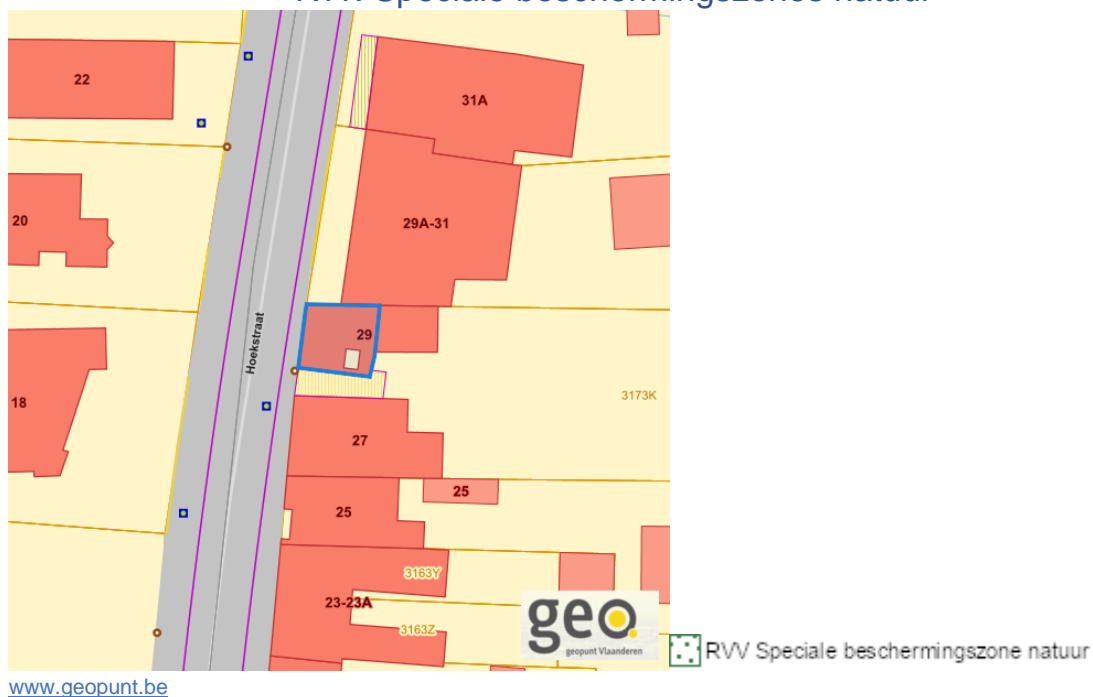 RVV Speciale beschermingszones natuur
22
31A
20
29A-31
Hoekstraat
29
18
3173K
27
25
25
3163Y
23-23A
3163Z
geo
geopunt Vlaanderen
RVV Speciale beschermingszone natuur
www.geopunt.be